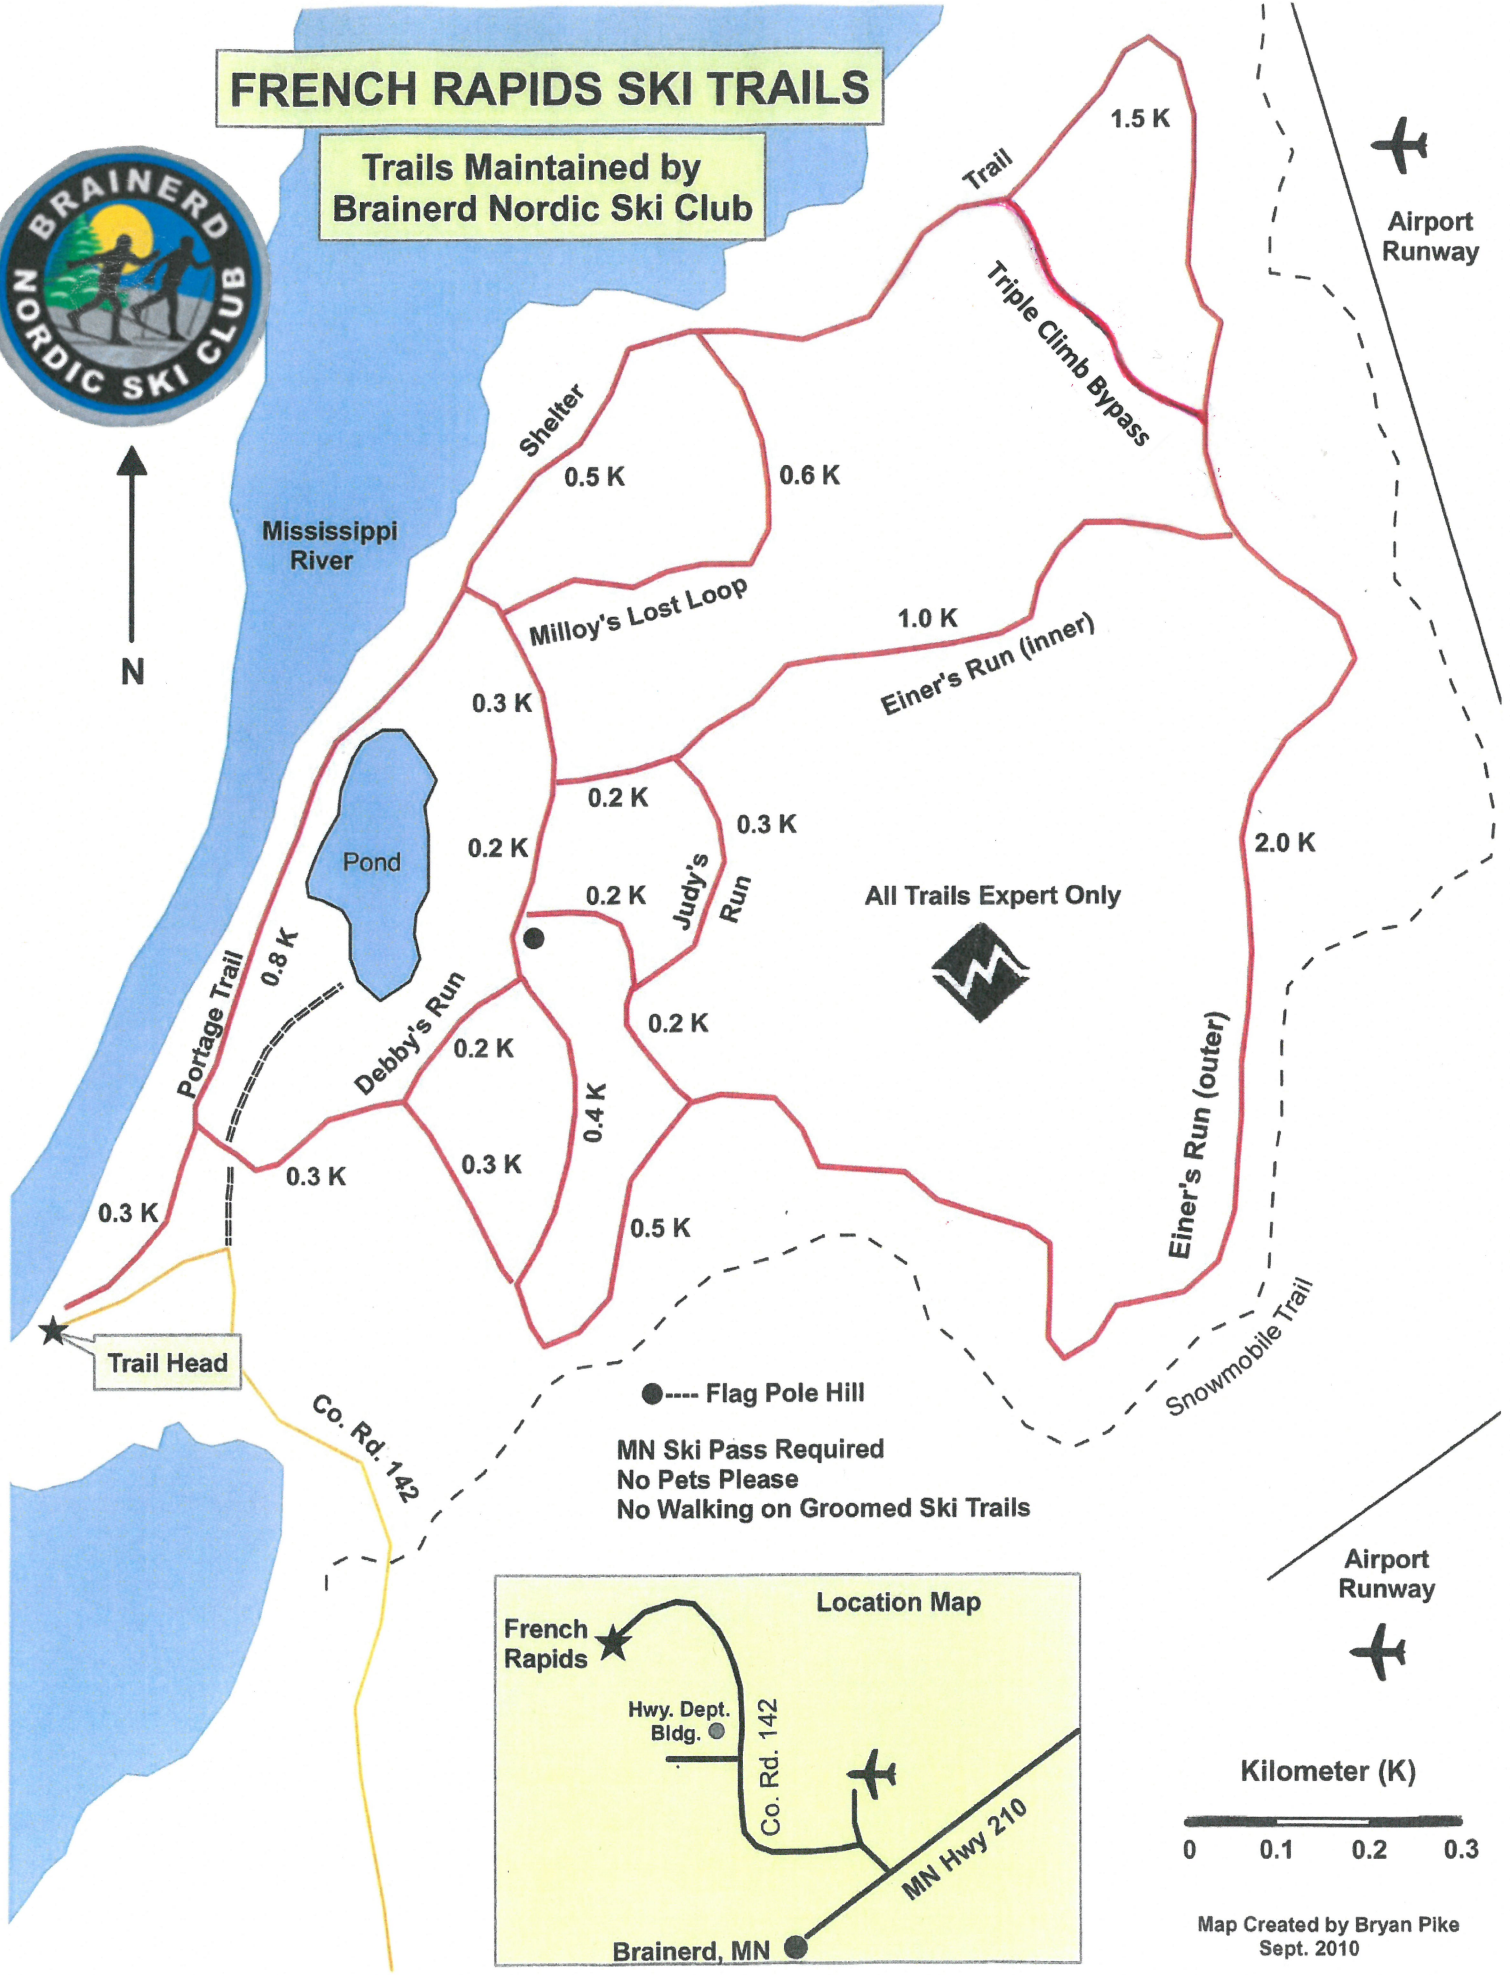 FRENCH RAPIDS SKI TRAILS
Trails Maintained by
Brainerd Nordic Ski Club
BRAINERD
NORDIC SKI CLUB
1.5 K
Trail
Airport
Runway
Triple Climb Bypass
Shelter
0.5 K
0.6 K
Mississippi
River
Milloy's Lost Loop
1.0 K
Einer's Run (inner)
N
0.3 K
0.2 K
0.3 K
0.2 K
2.0 K
Pond
Judy's
Run
0.2 K
All Trails Expert Only
0.8 K
Portage Trail
Debby's Run
0.2 K
0.2 K
0.4 K
Einer's Run (outer)
0.3 K
0.3 K
0.3 K
0.5 K
Snowmobile Trail
Trail Head
Co. Rd. 142
---- Flag Pole Hill
MN Ski Pass Required
No Pets Please
No Walking on Groomed Ski Trails
Airport
Runway
Location Map
French
Rapids
Hwy. Dept.
Bldg.
Co. Rd. 142
MN Hwy 210
Brainerd, MN
Kilometer (K)
0 0.1 0.2 0.3
Map Created by Bryan Pike
Sept. 2010